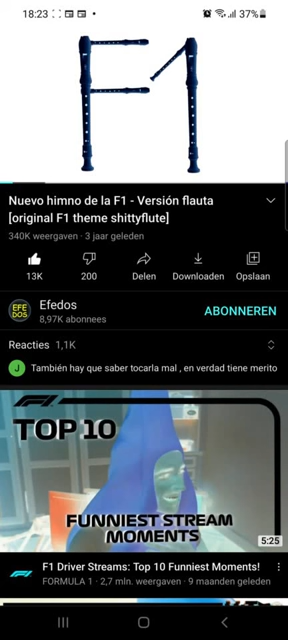 18:23
37%
F1
Nuevo himno de la F1 - Versión flauta
[original F1 theme shittyflute]
340K weergaven · 3 jaar geleden
13K
200
Delen
Downloaden
Opslaan
EFE
DOS
Efedos
8,97K abonnees
ABONNEREN
Reacties 1,1K
J
También hay que saber tocarla mal , en verdad tiene merito
F1
TOP 10
FUNNIEST STREAM
MOMENTS
5:25
F1 Driver Streams: Top 10 Funniest Moments!
FORMULA 1 · 2,7 mln. weergaven · 9 maanden geleden